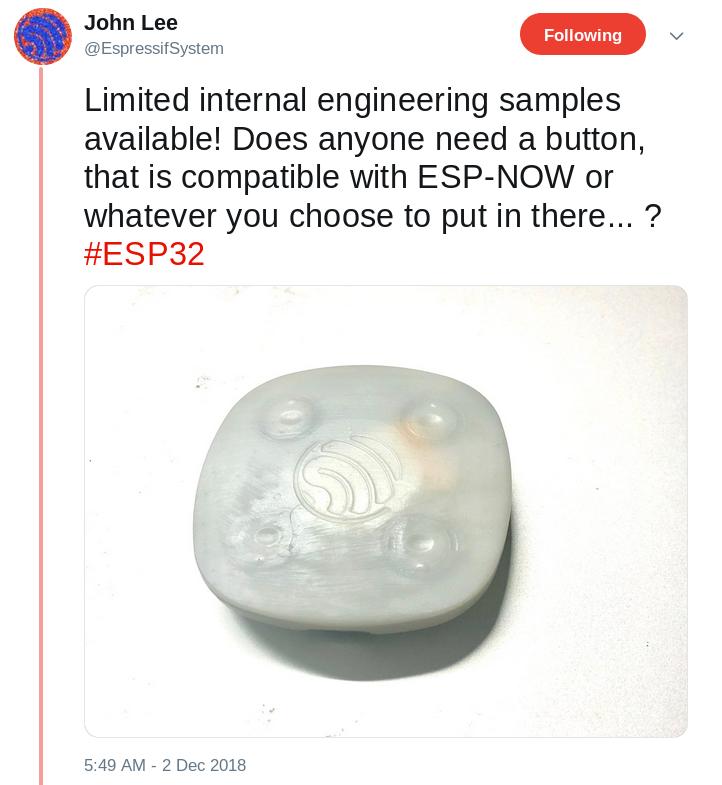 John Lee
@EspressifSystem
Following
Limited internal engineering samples
available! Does anyone need a button,
that is compatible with ESP-NOW or
whatever you choose to put in there... ?
#ESP32
5:49 AM - 2 Dec 2018